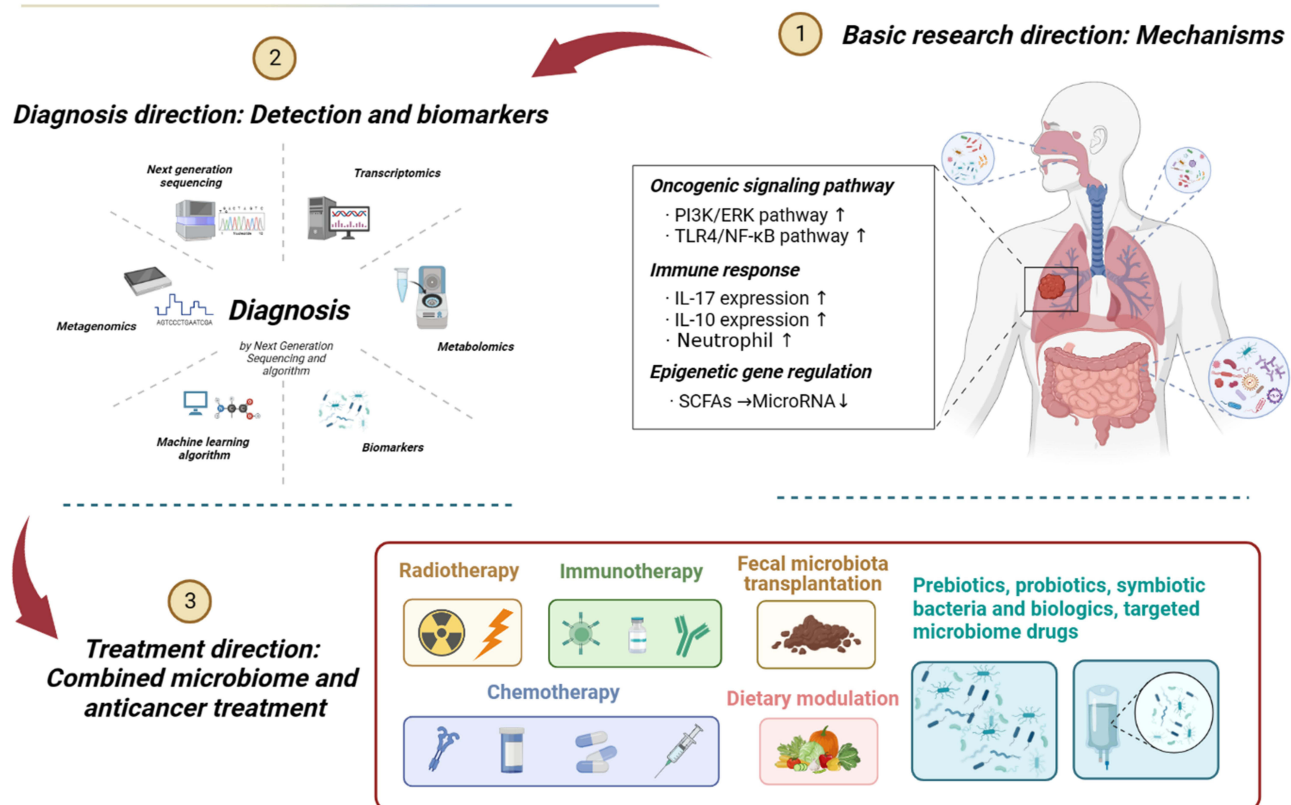 1
Basic research direction: Mechanisms
Oncogenic signaling pathway
· PI3K/ERK pathway ↑
· TLR4/NF-κB pathway ↑
Immune response
· IL-17 expression ↑
· IL-10 expression ↑
· Neutrophil ↑
Epigenetic gene regulation
· SCFAs →MicroRNA↓
2
Diagnosis direction: Detection and biomarkers
Next generation
sequencing
Transcriptomics
Metagenomics
AGTCCCTGAATCGA
Diagnosis
by Next Generation
Sequencing and
algorithm
Metabolomics
Machine learning
algorithm
Biomarkers
3
Treatment direction:
Combined microbiome and
anticancer treatment
Radiotherapy
Immunotherapy
Fecal microbiota
transplantation
Prebiotics, probiotics, symbiotic
bacteria and biologics, targeted
microbiome drugs
Chemotherapy
Dietary modulation